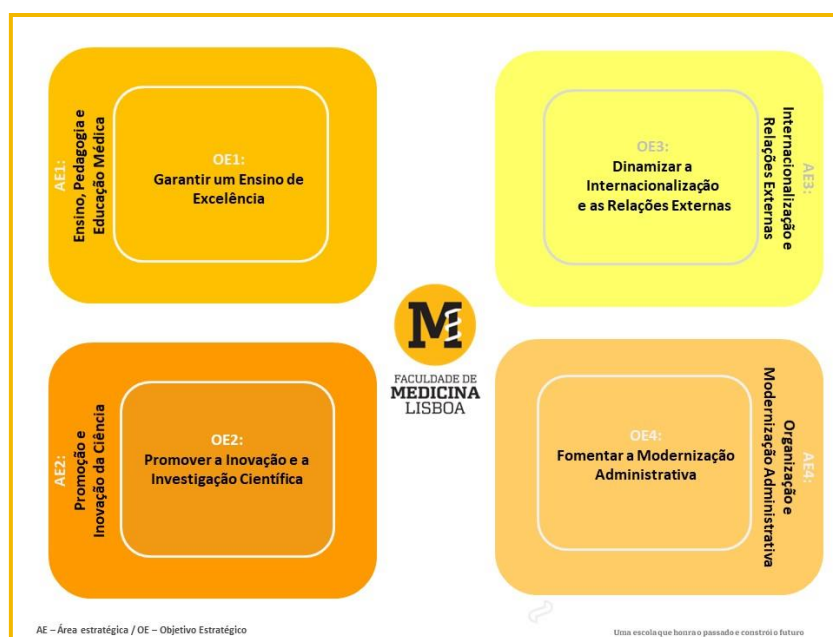 AE1:
Ensino, Pedagogia e
Educação Médica
OE1:
Garantir um Ensino de
Excelência
OE3:
Dinamizar a
Internacionalização
e as Relações Externas
AE3:
Internacionalização e
Relações Externas
M
FACULDADE DE
MEDICINA
LISBOA
AE2:
Promoção e
Inovação da Ciência
OE2:
Promover a Inovação e a
Investigação Científica
OE4:
Fomentar a Modernização
Administrativa
AE4:
Organização e
Modernização Administrativa
AE – Área estratégica / OE – Objetivo Estratégico
Uma escola que honra o passado e constrói o futuro